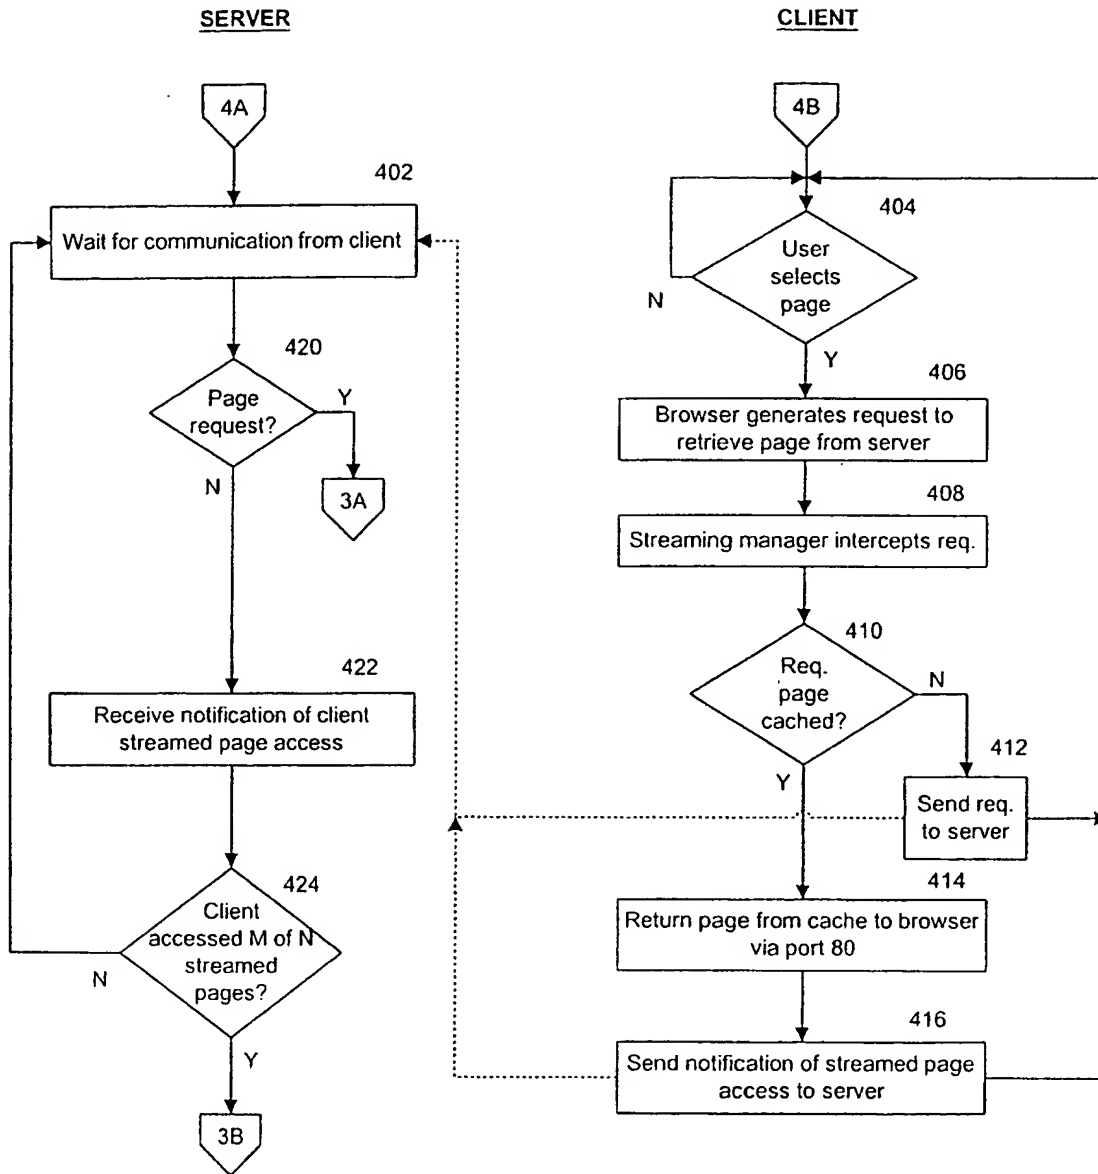 SERVER
CLIENT
4A
4B
402
Wait for communication from client
404
User
selects
page
N
Y
406
Browser generates request to
retrieve page from server
408
Streaming manager intercepts req.
410
Req.
page
cached?
N
Y
412
Send req.
to server
414
Return page from cache to browser
via port 80
416
Send notification of streamed page
access to server
420
Page
request?
Y
N
3A
422
Receive notification of client
streamed page access
424
Client
accessed M of N
streamed
pages?
N
Y
3B